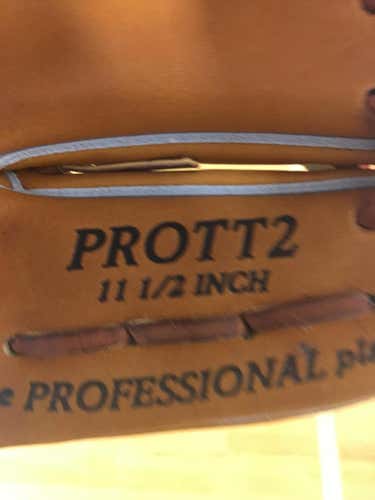 PROTT2
11 1/2 INCH
PROFESSIONAL